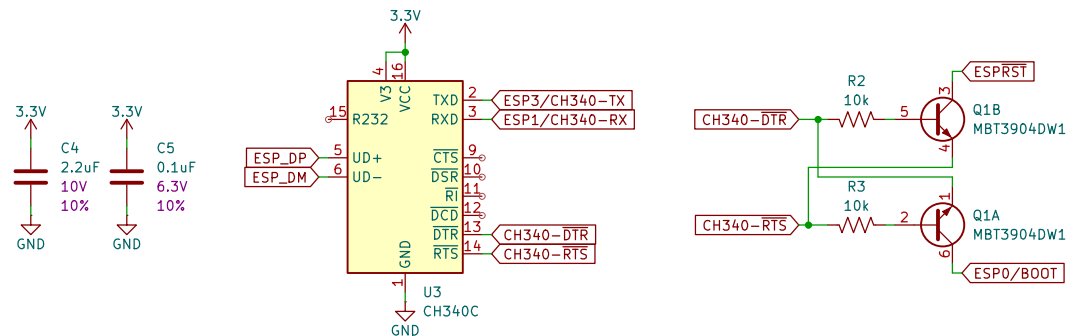 3.3V
C4
2.2uF
10V
10%
GND
3.3V
C5
0.1uF
6.3V
10%
GND
3.3V
4
V3
16
VCC
15
R232
5
UD+
ESP_DP
6
UD-
ESP_DM
TXD
2
ESP3/CH340-TX
RXD
3
ESP1/CH340-RX
CTS
9
DSR
10
RI
11
DCD
12
DTR
13
CH340-DTR
RTS
14
CH340-RTS
GND
1
U3
CH340C
GND
CH340-DTR
R2
10k
5
3
4
ESPRST
Q1B
MBT3904DW1
CH340-RTS
R3
10k
2
1
6
Q1A
MBT3904DW1
ESP0/BOOT